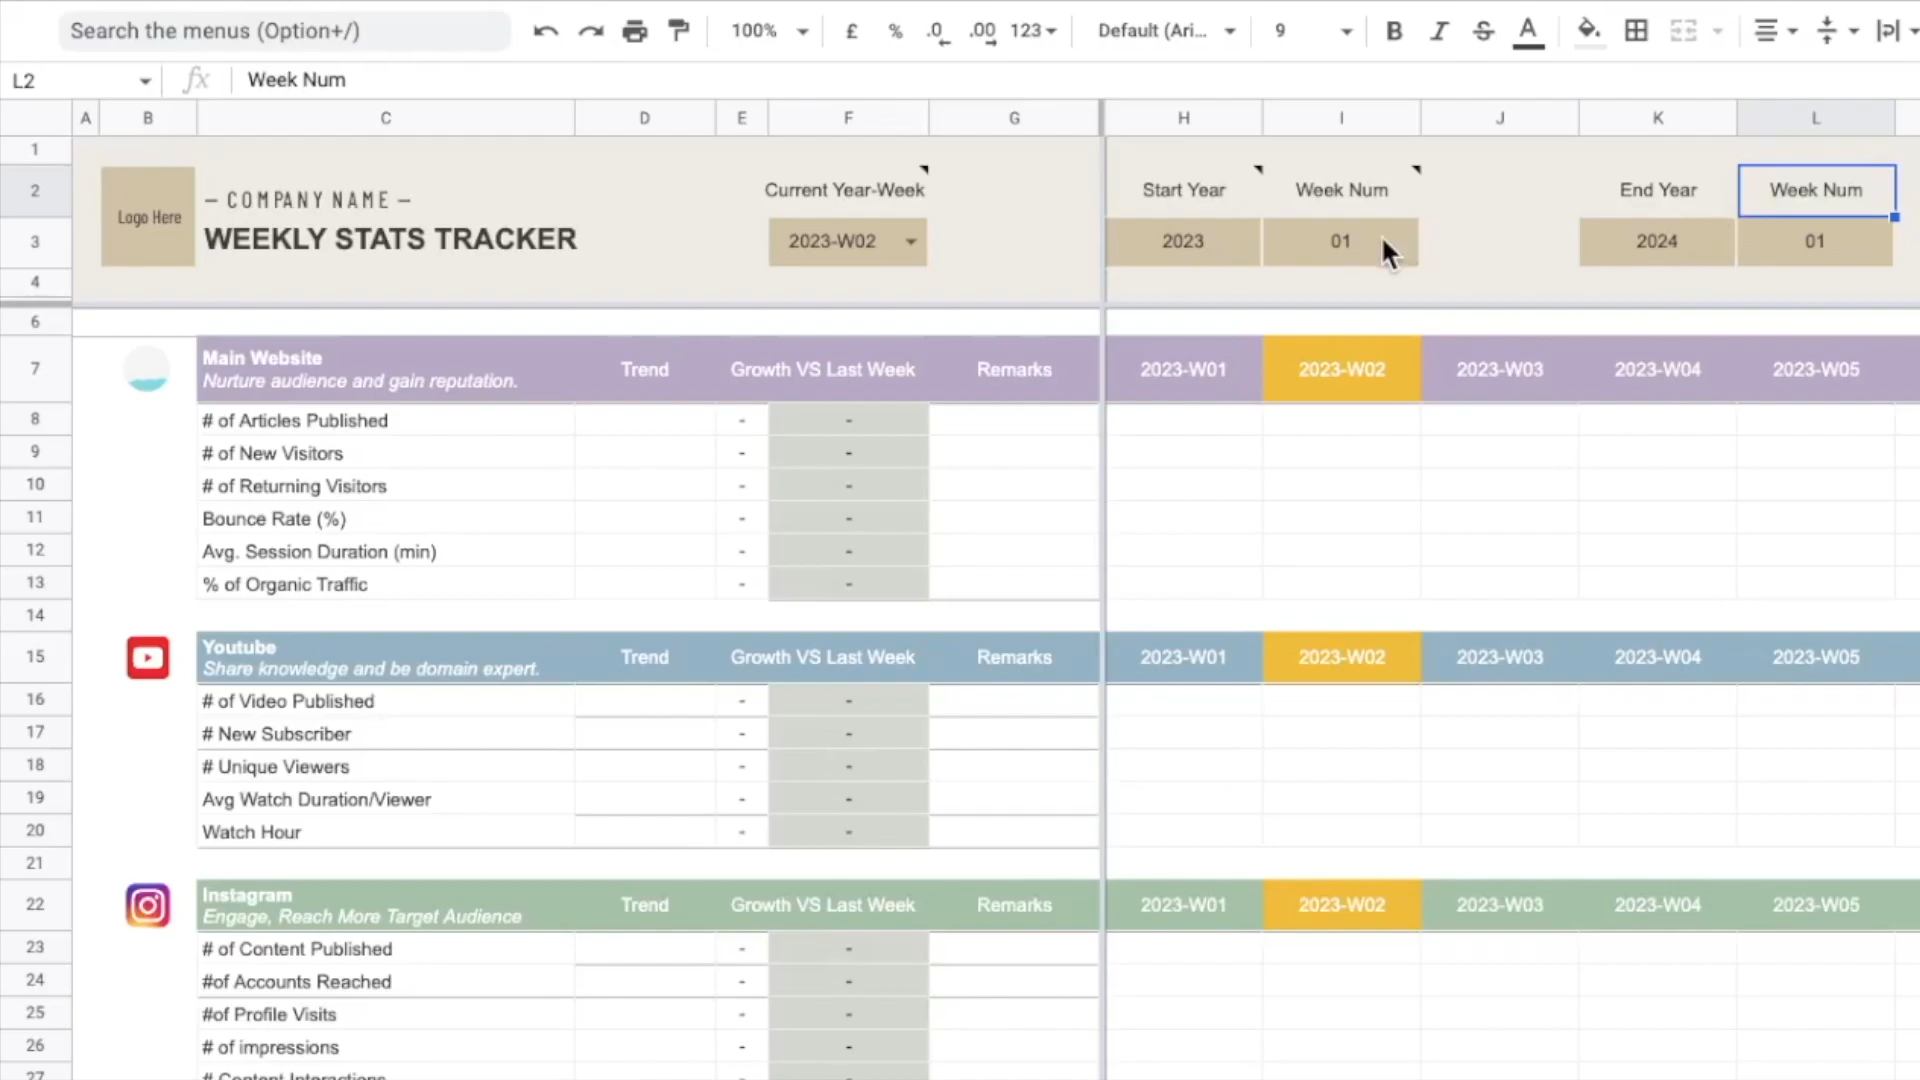 Search the menus (Option+/)
100%
£ % .0 .00 123
Default (Ari...
9
B I S A
L2
fx Week Num
A B C D E F G H I J K L
1
2 Current Year-Week Start Year Week Num End Year Week Num
Logo Here
— COMPANY NAME —
3 WEEKLY STATS TRACKER 2023-W02 2023 01 2024 01
4
6
7 Main Website Trend Growth VS Last Week Remarks 2023-W01 2023-W02 2023-W03 2023-W04 2023-W05
Nurture audience and gain reputation.
8 # of Articles Published - -
9 # of New Visitors - -
10 # of Returning Visitors - -
11 Bounce Rate (%) - -
12 Avg. Session Duration (min) - -
13 % of Organic Traffic - -
14
15 Youtube Trend Growth VS Last Week Remarks 2023-W01 2023-W02 2023-W03 2023-W04 2023-W05
Share knowledge and be domain expert.
16 # of Video Published - -
17 # New Subscriber - -
18 # Unique Viewers - -
19 Avg Watch Duration/Viewer - -
20 Watch Hour - -
21
22 Instagram Trend Growth VS Last Week Remarks 2023-W01 2023-W02 2023-W03 2023-W04 2023-W05
Engage, Reach More Target Audience
23 # of Content Published - -
24 #of Accounts Reached - -
25 #of Profile Visits - -
26 # of impressions - -
27 # Content Interactions